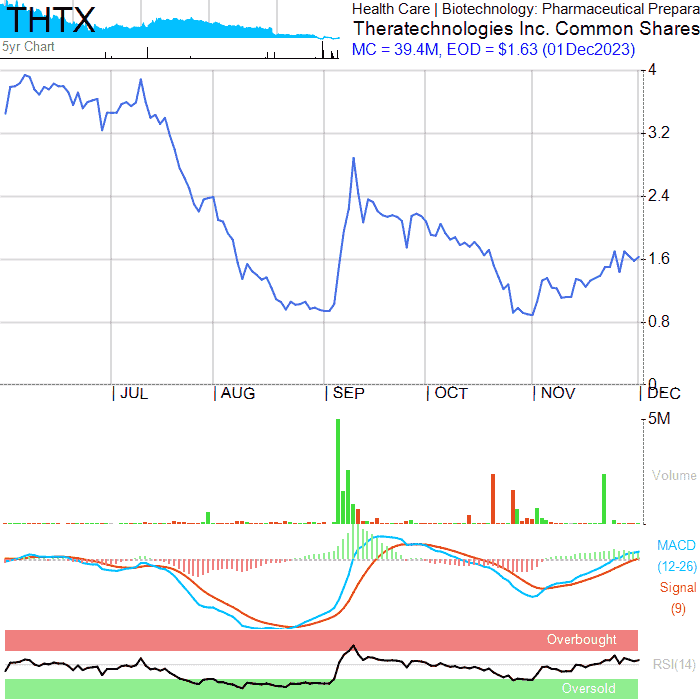 THTX
Health Care | Biotechnology: Pharmaceutical Prepara
Theratechnologies Inc. Common Shares
5yr Chart
MC = 39.4M, EOD = $1.63 (01Dec2023)
4
3.2
2.4
1.6
0.8
0
JUL AUG SEP OCT NOV DEC
5M
Volume
MACD
(12-26)
Signal
(9)
Overbought
RSI(14)
Oversold